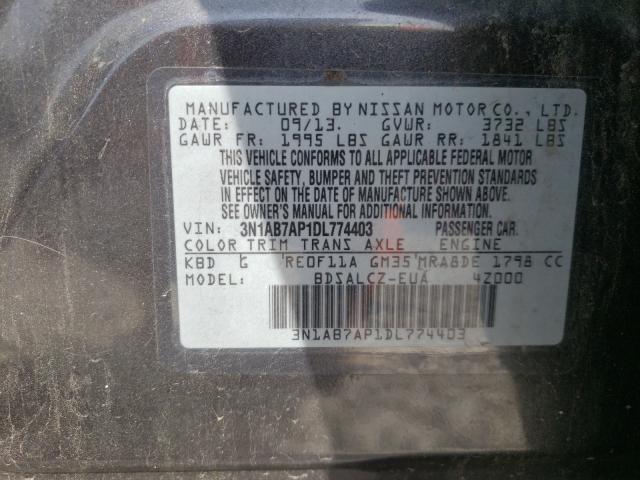 MANUFACTURED BY NISSAN MOTOR CO., LTD.
DATE: 09/13. GVWR: 3732 LBS
GAWR FR: 1995 LBS GAWR RR: 1841 LBS
THIS VEHICLE CONFORMS TO ALL APPLICABLE FEDERAL MOTOR
VEHICLE SAFETY, BUMPER AND THEFT PREVENTION STANDARDS
IN EFFECT ON THE DATE OF MANUFACTURE SHOWN ABOVE.
SEE OWNER'S MANUAL FOR ADDITIONAL INFORMATION.
VIN: 3N1AB7AP1DL774403 PASSENGER CAR.
COLOR TRIM TRANS AXLE ENGINE
KBD G 'RE0F11A GM35'MRA8DE 1798 CC
MODEL: BDSALCZ-EUA 4Z000
3N1AB7AP1DL774403